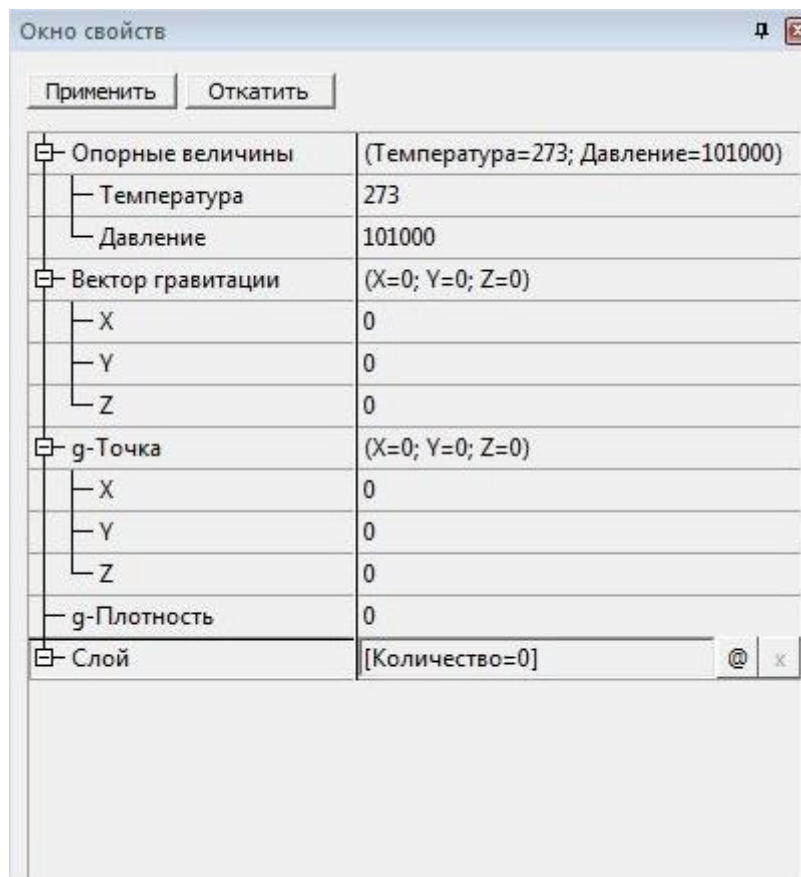 Окно свойств
Применить Откатить
Опорные величины (Температура=273; Давление=101000)
Температура 273
Давление 101000
Вектор гравитации (X=0; Y=0; Z=0)
X 0
Y 0
Z 0
g-Точка (X=0; Y=0; Z=0)
X 0
Y 0
Z 0
g-Плотность 0
Слой [Количество=0] @ x